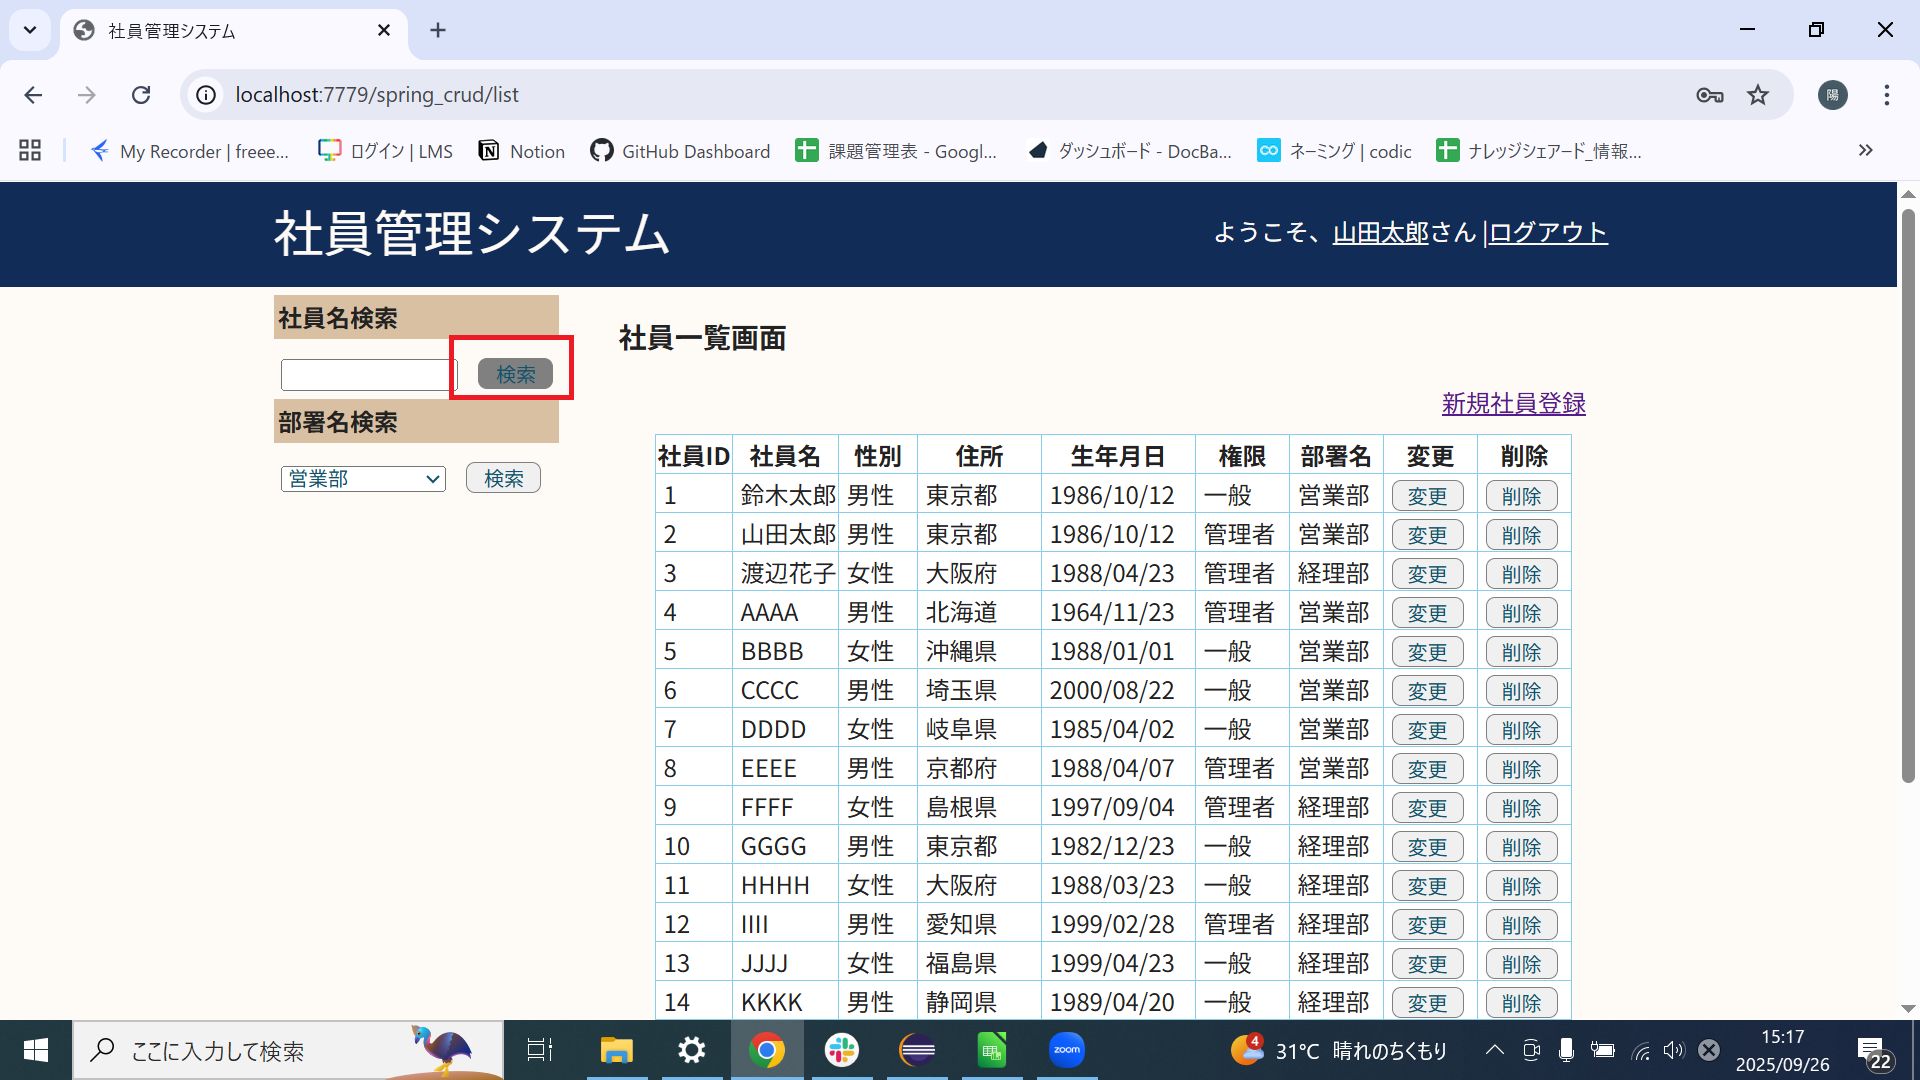 社員管理システム
localhost:7779/spring_crud/list
陽
My Recorder | freee...
ログイン | LMS
Notion
GitHub Dashboard
課題管理表 - Googl...
ダッシュボード - DocBa...
ネーミング | codic
ナレッジシェアード_情報...
社員管理システム
ようこそ、山田太郎さん |ログアウト
社員名検索
検索
部署名検索
営業部 検索
社員一覧画面
新規社員登録
社員ID 社員名 性別 住所 生年月日 権限 部署名 変更 削除
1 鈴木太郎 男性 東京都 1986/10/12 一般 営業部 変更 削除
2 山田太郎 男性 東京都 1986/10/12 管理者 営業部 変更 削除
3 渡辺花子 女性 大阪府 1988/04/23 管理者 経理部 変更 削除
4 AAAA 男性 北海道 1964/11/23 管理者 営業部 変更 削除
5 BBBB 女性 沖縄県 1988/01/01 一般 営業部 変更 削除
6 CCCC 男性 埼玉県 2000/08/22 一般 営業部 変更 削除
7 DDDD 女性 岐阜県 1985/04/02 一般 営業部 変更 削除
8 EEEE 男性 京都府 1988/04/07 管理者 営業部 変更 削除
9 FFFF 女性 島根県 1997/09/04 管理者 経理部 変更 削除
10 GGGG 男性 東京都 1982/12/23 一般 経理部 変更 削除
11 HHHH 女性 大阪府 1988/03/23 一般 経理部 変更 削除
12 IIII 男性 愛知県 1999/02/28 管理者 経理部 変更 削除
13 JJJJ 女性 福島県 1999/04/23 一般 経理部 変更 削除
14 KKKK 男性 静岡県 1989/04/20 一般 経理部 変更 削除
ここに入力して検索
zoom
4
31°C 晴れのちくもり
15:17
2025/09/26
22